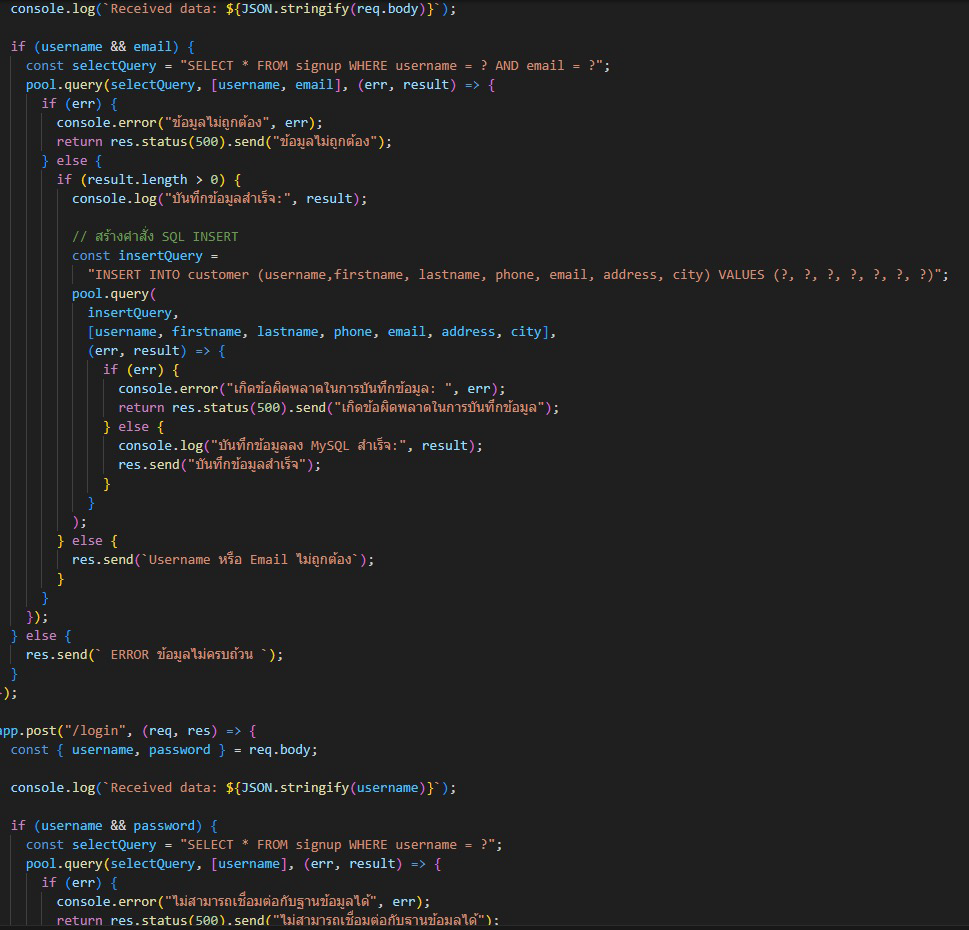 console.log(`Received data: ${JSON.stringify(req.body)}`);
if (username && email) {
const selectQuery = "SELECT * FROM signup WHERE username = ? AND email = ?";
pool.query(selectQuery, [username, email], (err, result) => {
if (err) {
console.error("ข้อมูลไม่ถูกต้อง", err);
return res.status(500).send("ข้อมูลไม่ถูกต้อง");
} else {
if (result.length > 0) {
console.log("บันทึกข้อมูลสำเร็จ:", result);
// สร้างคำสั่ง SQL INSERT
const insertQuery =
"INSERT INTO customer (username,firstname, lastname, phone, email, address, city) VALUES (?, ?, ?, ?, ?, ?, ?)";
pool.query(
insertQuery,
[username, firstname, lastname, phone, email, address, city],
(err, result) => {
if (err) {
console.error("เกิดข้อผิดพลาดในการบันทึกข้อมูล: ", err);
return res.status(500).send("เกิดข้อผิดพลาดในการบันทึกข้อมูล");
} else {
console.log("บันทึกข้อมูลลง MySQL สำเร็จ:", result);
res.send("บันทึกข้อมูลสำเร็จ");
}
}
);
} else {
res.send(`Username หรือ Email ไม่ถูกต้อง`);
}
}
});
} else {
res.send(` ERROR ข้อมูลไม่ครบถ้วน `);
}
});
app.post("/login", (req, res) => {
const { username, password } = req.body;
console.log(`Received data: ${JSON.stringify(username)}`);
if (username && password) {
const selectQuery = "SELECT * FROM signup WHERE username = ?";
pool.query(selectQuery, [username], (err, result) => {
if (err) {
console.error("ไม่สามารถเชื่อมต่อกับฐานข้อมูลได้", err);
return res.status(500).send("ไม่สามารถเชื่อมต่อกับฐานข้อมูลได้");